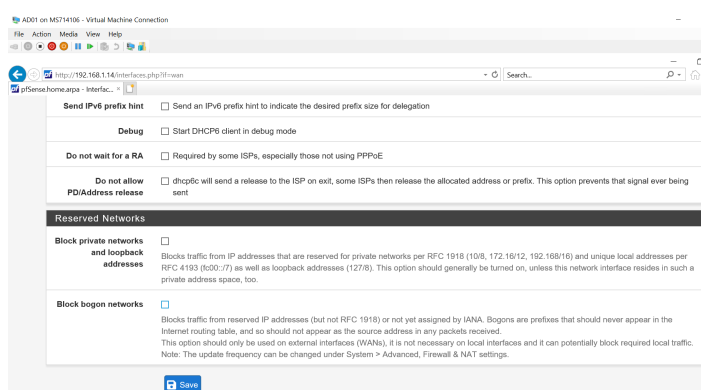 AD01 on MS714106 - Virtual Machine Connection
File Action Media View Help
http://192.168.1.14/interfaces.php?if=wan
Search...
pfSense.home.arpa - Interfac...
Send IPv6 prefix hint
Send an IPv6 prefix hint to indicate the desired prefix size for delegation
Debug
Start DHCP6 client in debug mode
Do not wait for a RA
Required by some ISPs, especially those not using PPPoE
Do not allow
PD/Address release
dhcp6c will send a release to the ISP on exit, some ISPs then release the allocated address or prefix. This option prevents that signal ever being
sent
Reserved Networks
Block private networks
and loopback
addresses
Blocks traffic from IP addresses that are reserved for private networks per RFC 1918 (10/8, 172.16/12, 192.168/16) and unique local addresses per
RFC 4193 (fc00::/7) as well as loopback addresses (127/8). This option should generally be turned on, unless this network interface resides in such a
private address space, too.
Block bogon networks
Blocks traffic from reserved IP addresses (but not RFC 1918) or not yet assigned by IANA. Bogons are prefixes that should never appear in the
Internet routing table, and so should not appear as the source address in any packets received.
This option should only be used on external interfaces (WANs), it is not necessary on local interfaces and it can potentially block required local traffic.
Note: The update frequency can be changed under System > Advanced, Firewall & NAT settings.
Save